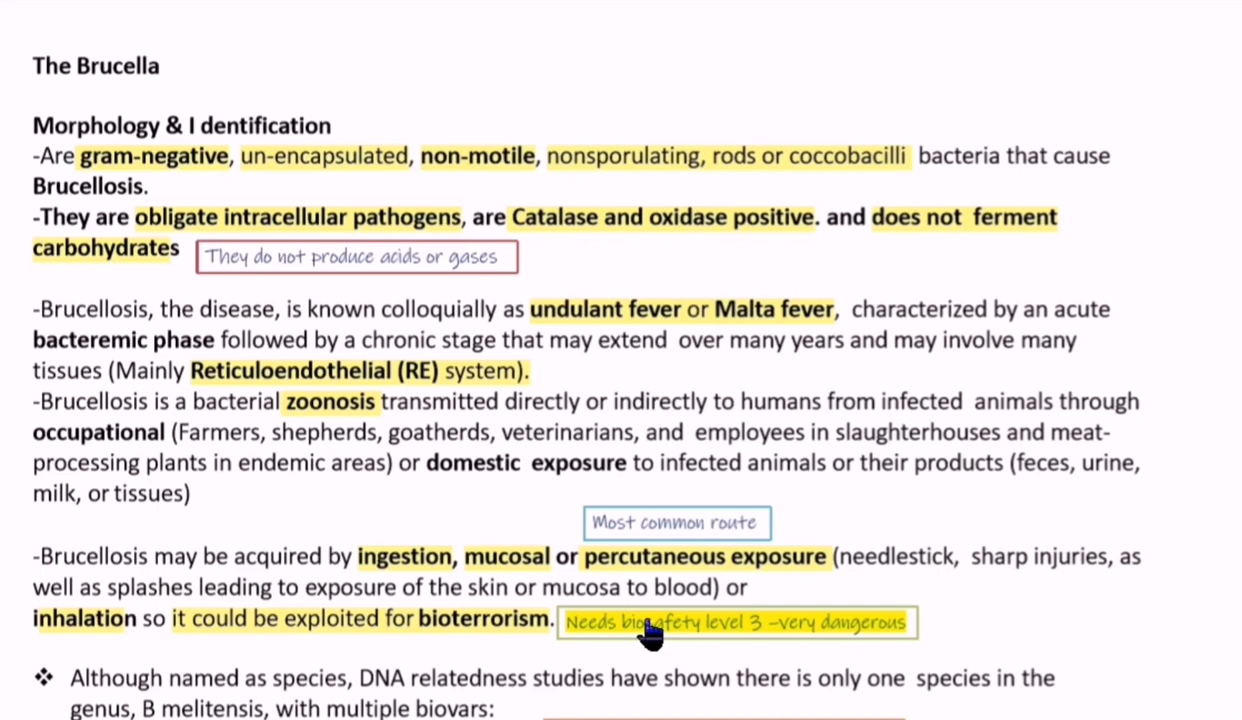 The Brucella
Morphology & I dentification
-Are gram-negative, un-encapsulated, non-motile, nonsporulating, rods or coccobacilli bacteria that cause
Brucellosis.
-They are obligate intracellular pathogens, are Catalase and oxidase positive. and does not ferment
carbohydrates
They do not produce acids or gases
-Brucellosis, the disease, is known colloquially as undulant fever or Malta fever, characterized by an acute
bacteremic phase followed by a chronic stage that may extend over many years and may involve many
tissues (Mainly Reticuloendothelial (RE) system).
-Brucellosis is a bacterial zoonosis transmitted directly or indirectly to humans from infected animals through
occupational (Farmers, shepherds, goatherds, veterinarians, and employees in slaughterhouses and meat-
processing plants in endemic areas) or domestic exposure to infected animals or their products (feces, urine,
milk, or tissues)
Most common route
-Brucellosis may be acquired by ingestion, mucosal or percutaneous exposure (needlestick, sharp injuries, as
well as splashes leading to exposure of the skin or mucosa to blood) or
inhalation so it could be exploited for bioterrorism.
Needs biosafety level 3 -very dangerous
❖ Although named as species, DNA relatedness studies have shown there is only one species in the
genus, B melitensis, with multiple biovars: